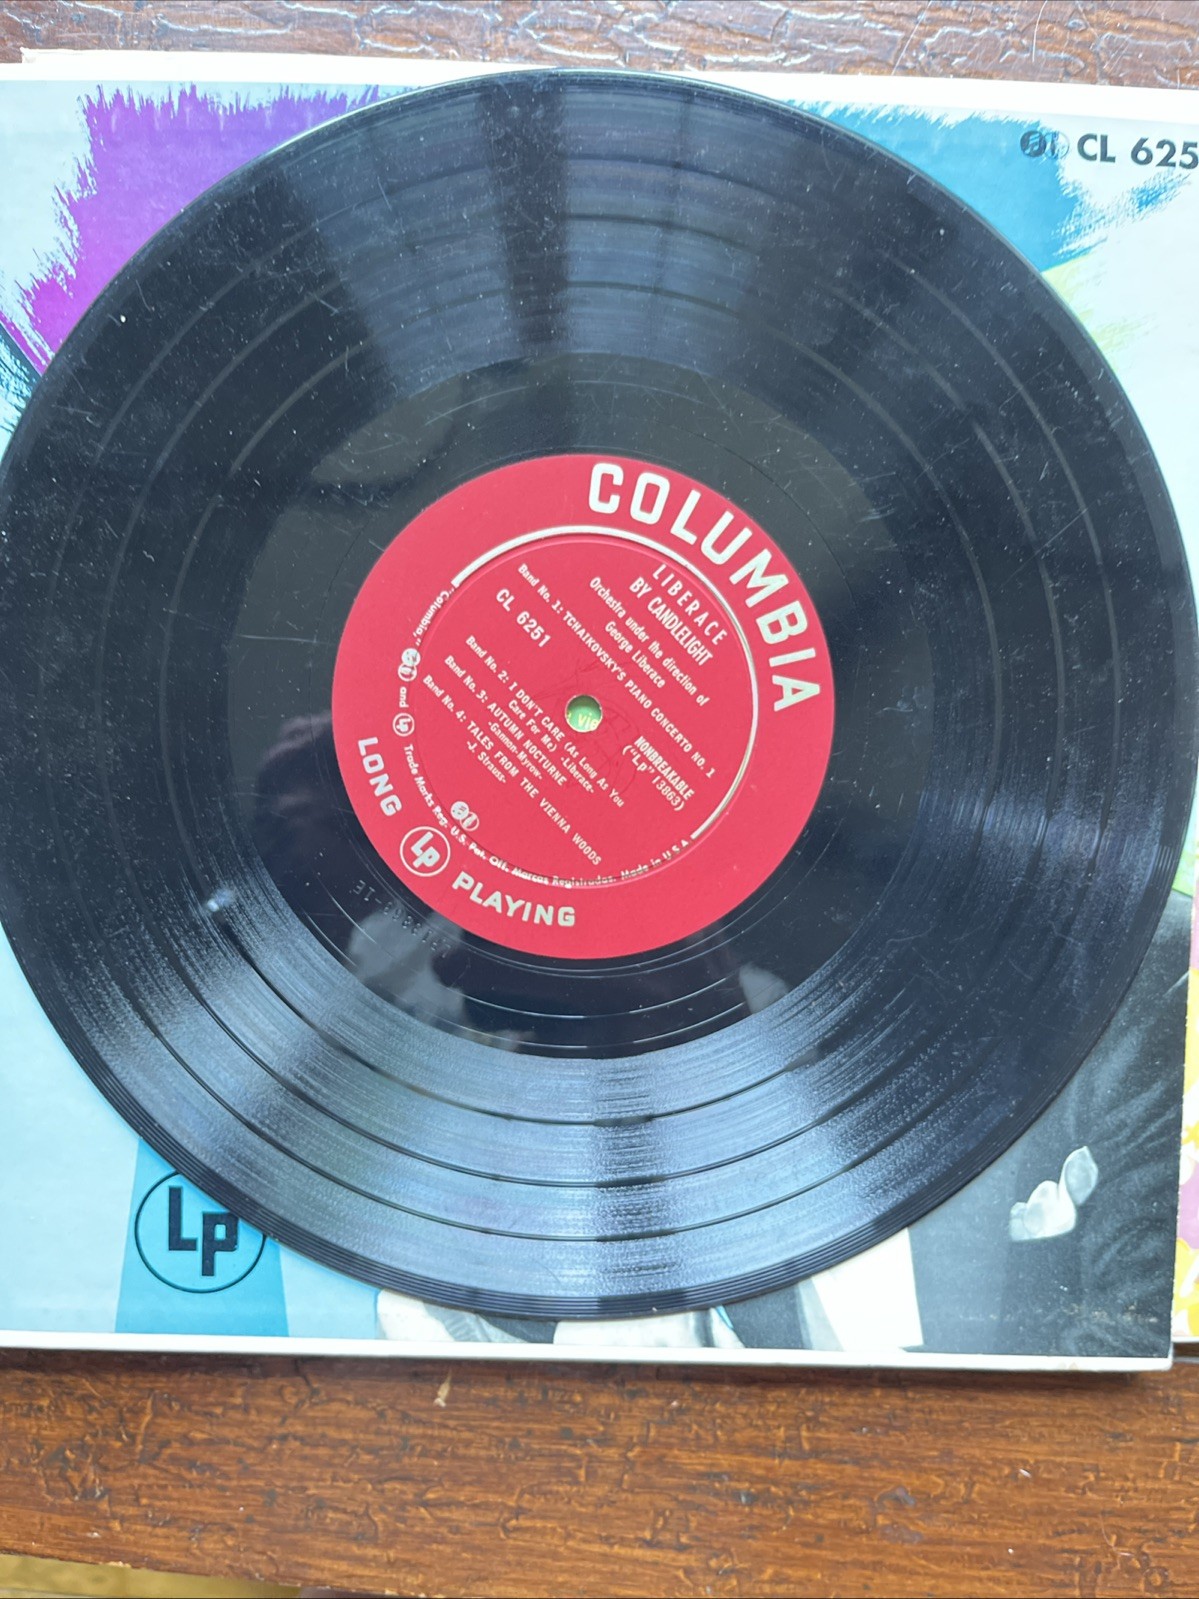 CL 625
COLUMBIA
LIBERACE
BY CANDLELIGHT
Orchestra under the direction of
George Liberace
Band No. 1: TCHAIKOVSKY'S PIANO CONCERTO NO. 1
CL 6251
NONBREAKABLE
("Lp" 13863)
Band No. 2: I DON'T CARE (As Long As You
Care For Me) -Liberace-
Band No. 3: AUTUMN NOCTURNE
-Gannon-Myrow-
Band No. 4: TALES FROM THE VIENNA WOODS
-J. Strauss-
"Columbia," and Lp Trade Marks Reg. U.S. Pat. Off. Marcas Registradas. Made in U S A
LONG Lp PLAYING
vie
Lp